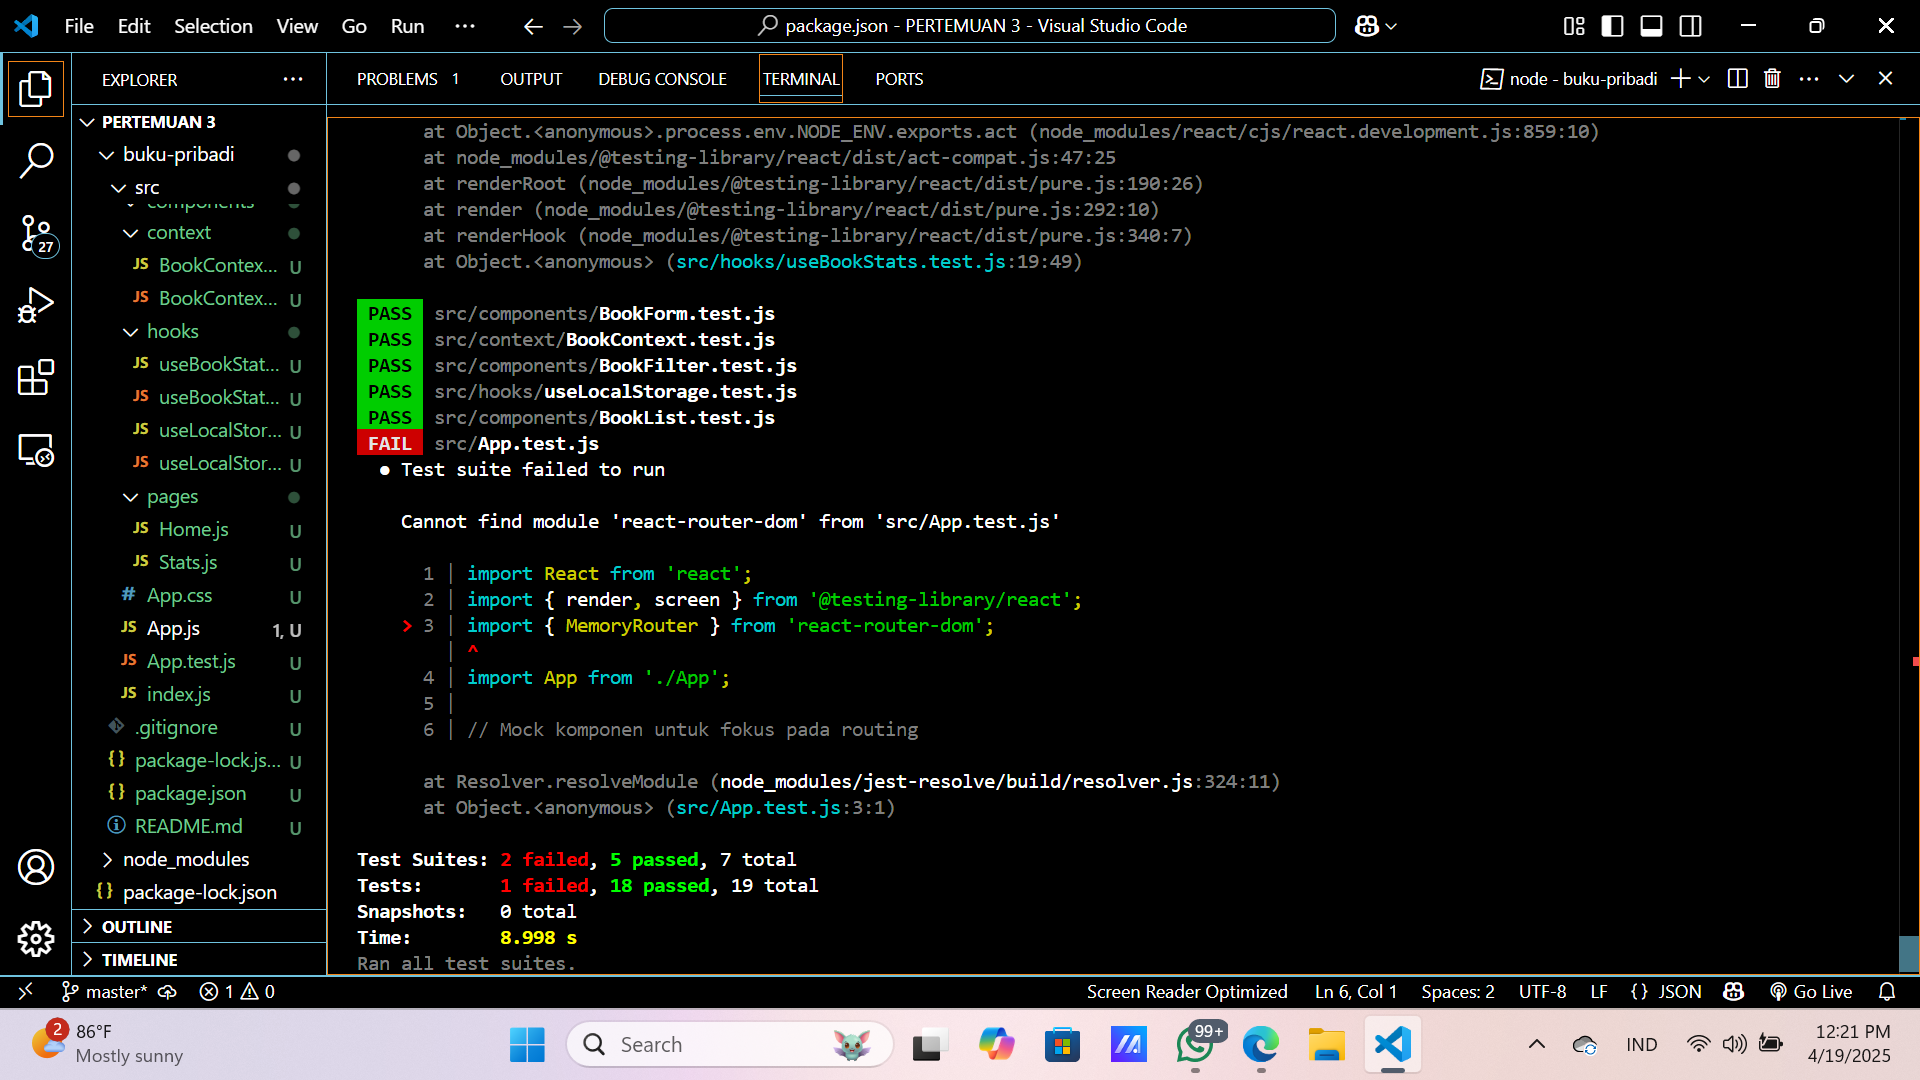 File Edit Selection View Go Run ···
package.json - PERTEMUAN 3 - Visual Studio Code
EXPLORER ···
PROBLEMS 1 OUTPUT DEBUG CONSOLE TERMINAL PORTS
node - buku-pribadi
PERTEMUAN 3
buku-pribadi
src
components
context
JS BookContex... U
JS BookContex... U
hooks
JS useBookStat... U
JS useBookStat... U
JS useLocalStor... U
JS useLocalStor... U
pages
JS Home.js U
JS Stats.js U
# App.css U
JS App.js 1, U
JS App.test.js U
JS index.js U
.gitignore U
{} package-lock.js... U
{} package.json U
README.md U
node_modules
{} package-lock.json
OUTLINE
TIMELINE
27
at Object.<anonymous>.process.env.NODE_ENV.exports.act (node_modules/react/cjs/react.development.js:859:10)
at node_modules/@testing-library/react/dist/act-compat.js:47:25
at renderRoot (node_modules/@testing-library/react/dist/pure.js:190:26)
at render (node_modules/@testing-library/react/dist/pure.js:292:10)
at renderHook (node_modules/@testing-library/react/dist/pure.js:340:7)
at Object.<anonymous> (src/hooks/useBookStats.test.js:19:49)
PASS src/components/BookForm.test.js
PASS src/context/BookContext.test.js
PASS src/components/BookFilter.test.js
PASS src/hooks/useLocalStorage.test.js
PASS src/components/BookList.test.js
FAIL src/App.test.js
● Test suite failed to run
Cannot find module 'react-router-dom' from 'src/App.test.js'
1 | import React from 'react';
2 | import { render, screen } from '@testing-library/react';
> 3 | import { MemoryRouter } from 'react-router-dom';
| ^
4 | import App from './App';
5 |
6 | // Mock komponen untuk fokus pada routing
at Resolver.resolveModule (node_modules/jest-resolve/build/resolver.js:324:11)
at Object.<anonymous> (src/App.test.js:3:1)
Test Suites: 2 failed, 5 passed, 7 total
Tests: 1 failed, 18 passed, 19 total
Snapshots: 0 total
Time: 8.998 s
Ran all test suites.
master* 1 0
Screen Reader Optimized Ln 6, Col 1 Spaces: 2 UTF-8 LF {} JSON Go Live
2
86°F
Mostly sunny
Search
99+
IND
12:21 PM
4/19/2025